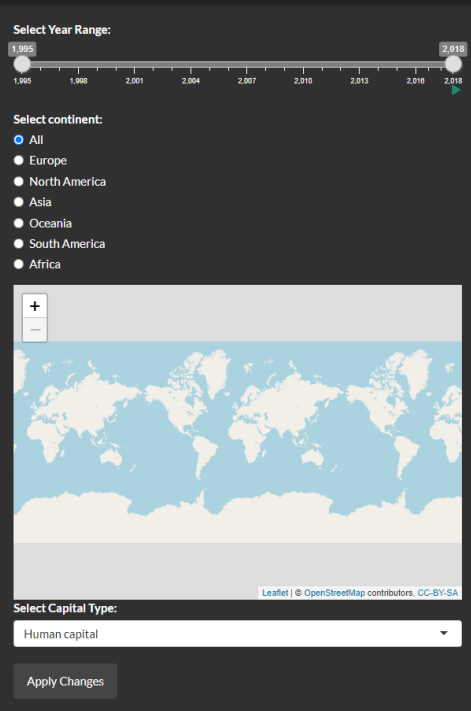 Select Year Range:
1,995 2,018
1,995 1,998 2,001 2,004 2,007 2,010 2,013 2,016 2,018
Select continent:
All
Europe
North America
Asia
Oceania
South America
Africa
+
−
Leaflet | © OpenStreetMap contributors, CC-BY-SA
Select Capital Type:
Human capital
Apply Changes